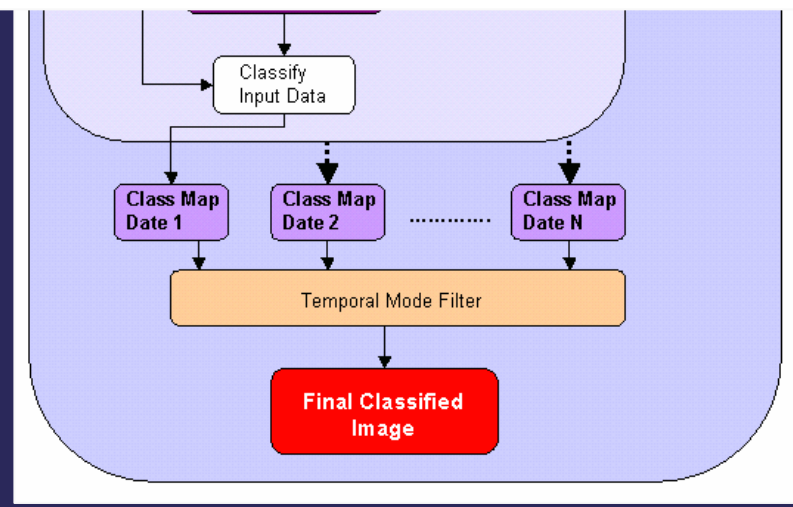 Classify
Input Data
Class Map
Date 1
Class Map
Date 2
.............
Class Map
Date N
Temporal Mode Filter
Final Classified
Image